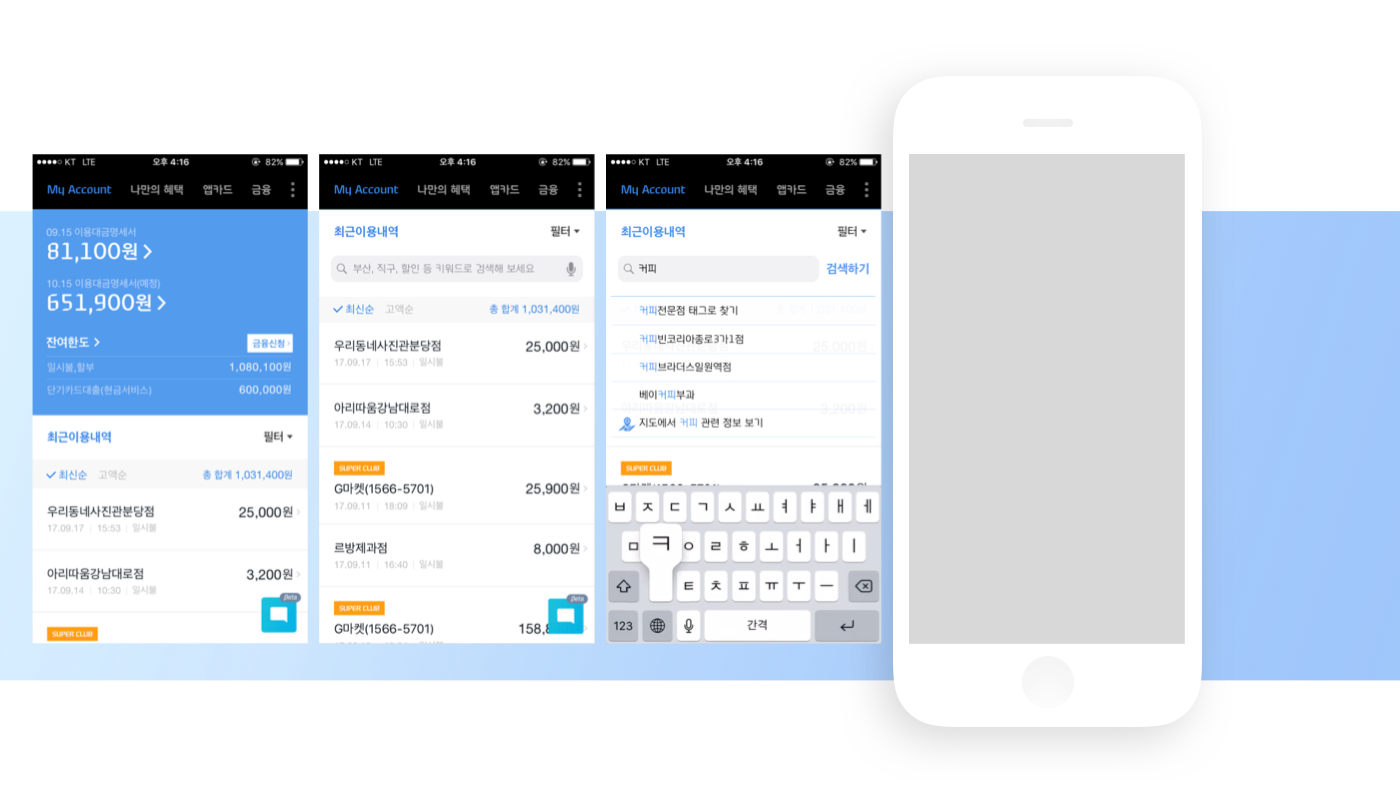 KT LTE 오후 4:16 82%
My Account 나만의 혜택 앱카드 금융
09.15 이용대금명세서
81,100원
10.15 이용대금명세서(예정)
651,900원
잔여한도 금융신청
일시불,할부 1,080,100원
단기카드대출(현금서비스) 600,000원
최근이용내역 필터
최신순 고액순 총 합계 1,031,400원
우리동네사진관분당점 25,000원
17.09.17 15:53 일시불
아리따움강남대로점 3,200원
17.09.14 10:30 일시불
Beta
SUPER CLUB
KT LTE 오후 4:16 82%
My Account 나만의 혜택 앱카드 금융
최근이용내역 필터
부산, 직구, 할인 등 키워드로 검색해 보세요
최신순 고액순 총 합계 1,031,400원
우리동네사진관분당점 25,000원
17.09.17 15:53 일시불
아리따움강남대로점 3,200원
17.09.14 10:30 일시불
SUPER CLUB
G마켓(1566-5701) 25,900원
17.09.11 18:09 일시불
르방제과점 8,000원
17.09.11 16:40 일시불
Beta
SUPER CLUB
G마켓(1566-5701) 158,8
KT LTE 오후 4:16 82%
My Account 나만의 혜택 앱카드 금융
최근이용내역 필터
커피 검색하기
커피전문점 태그로 찾기
커피빈코리아종로3가1점
커피브라더스일원역점
베이커피부과
지도에서 커피 관련 정보 보기
SUPER CLUB
ㅂ ㅈ ㄷ ㄱ ㅅ ㅛ ㅕ ㅑ ㅐ ㅔ
ㅁ ㅇ ㄹ ㅎ ㅗ ㅓ ㅏ ㅣ
ㅋ ㅌ ㅊ ㅍ ㅠ ㅜ ㅡ
123 간격